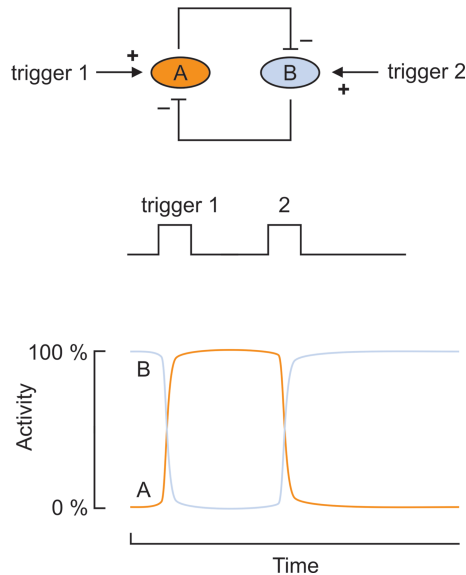 + −
trigger 1 A B trigger 2
− +
trigger 1 2
100 %
B
Activity
A
0 %
Time